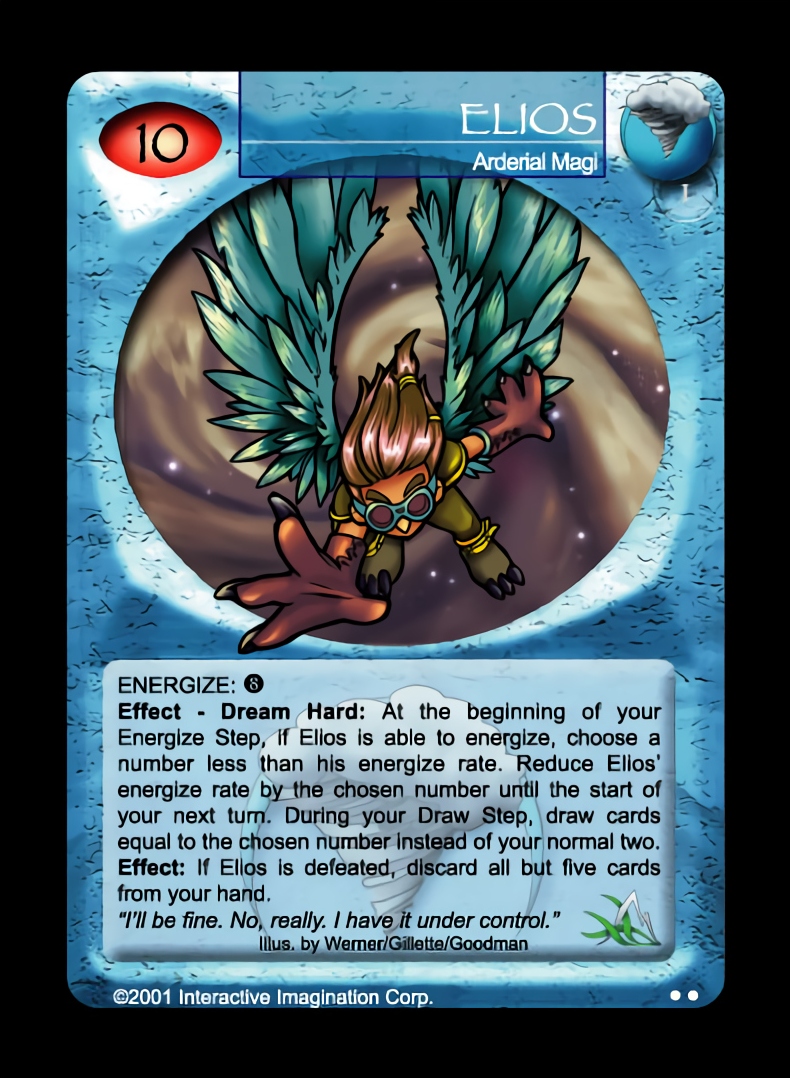 10
ELIOS
Arderial Magi
1
ENERGIZE: 6
Effect - Dream Hard: At the beginning of your
Energize Step, if Elios is able to energize, choose a
number less than his energize rate. Reduce Elios'
energize rate by the chosen number until the start of
your next turn. During your Draw Step, draw cards
equal to the chosen number instead of your normal two.
Effect: If Elios is defeated, discard all but five cards
from your hand.
"I'll be fine. No, really. I have it under control."
Illus. by Werner/Gillette/Goodman
©2001 Interactive Imagination Corp.